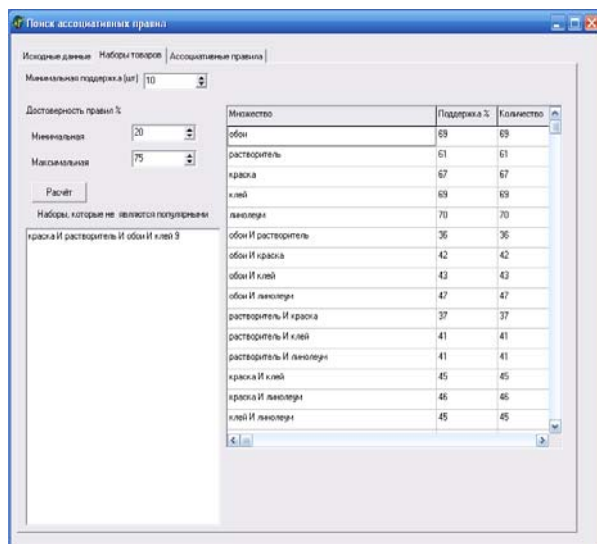 Поиск ассоциативных правил
Исходные данные Наборы товаров Ассоциативные правила
Минимальная поддержка (шт) 10
Достоверность правил %
Минимальная 20
Максимальная 75
Расчёт
Наборы, которые не являются популярными
краска И растворитель И обои И клей 9
Множество Поддержка % Количество
обои 69 69
растворитель 61 61
краска 67 67
клей 69 69
линолеум 70 70
обои И растворитель 36 36
обои И краска 42 42
обои И клей 43 43
обои И линолеум 47 47
растворитель И краска 37 37
растворитель И клей 41 41
растворитель И линолеум 41 41
краска И клей 45 45
краска И линолеум 46 46
клей И линолеум 45 45